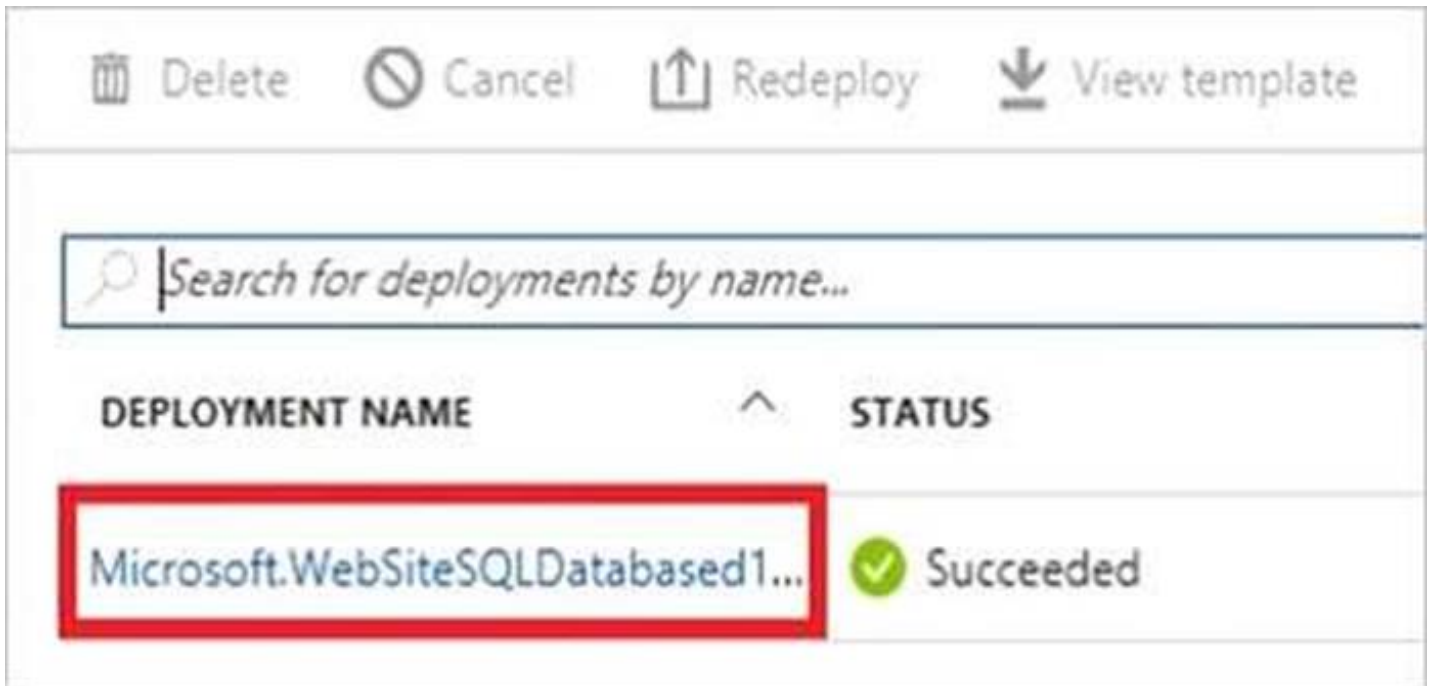 Delete Cancel Redeploy View template
Search for deployments by name...
DEPLOYMENT NAME STATUS
Microsoft.WebSiteSQLDatabased1... Succeeded